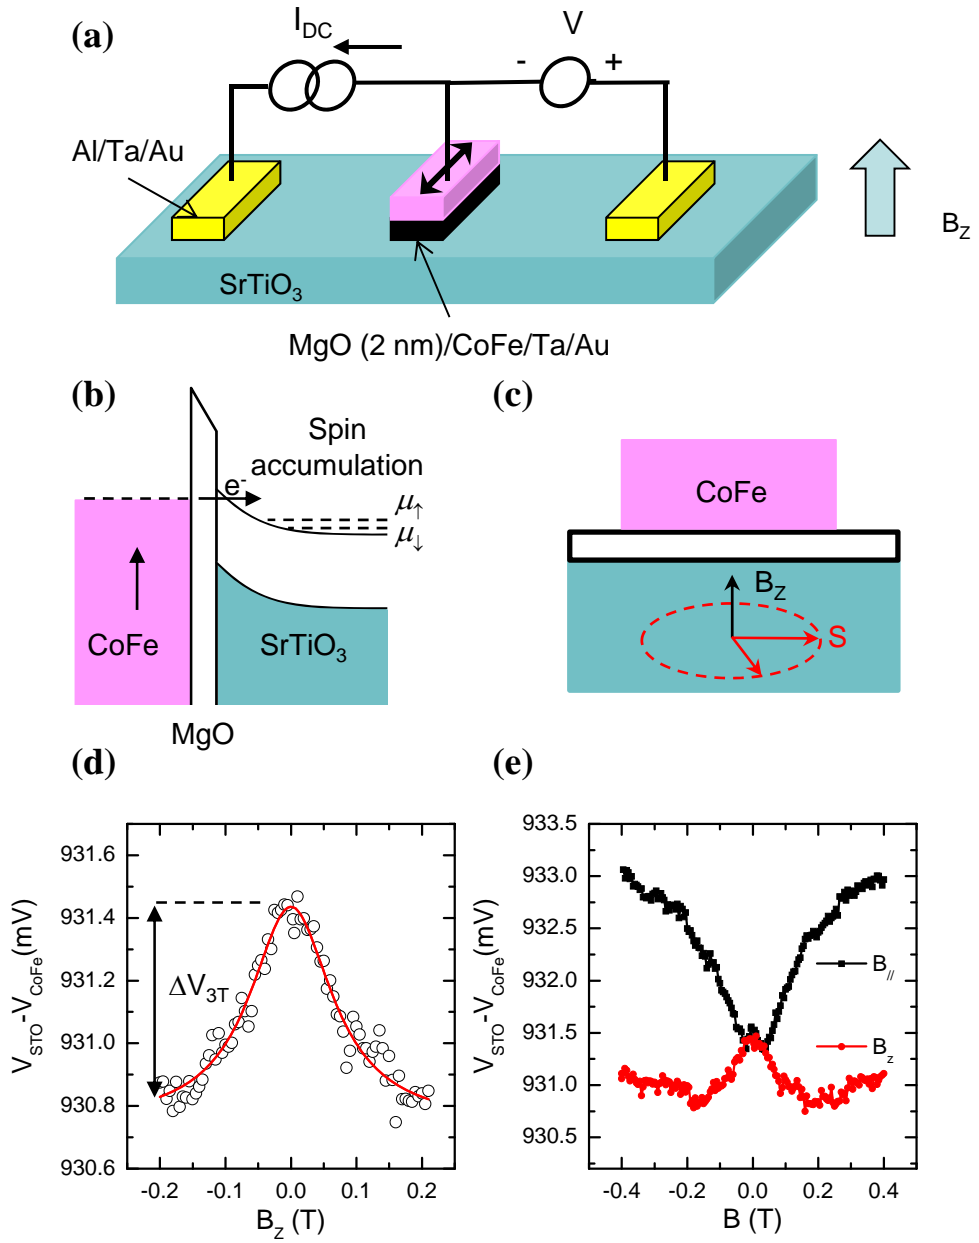 (a)
I_DC
V
- +
Al/Ta/Au
B_Z
SrTiO_3
MgO (2 nm)/CoFe/Ta/Au
(b)
Spin
accumulation
e^-
μ_↑
μ_↓
CoFe
SrTiO_3
MgO
(c)
CoFe
B_Z
S
(d)
V_STO-V_CoFe(mV)
931.6
931.4
931.2
931.0
930.8
930.6
ΔV_3T
-0.2 -0.1 0.0 0.1 0.2
B_Z (T)
(e)
V_STO-V_CoFe(mV)
933.5
933.0
932.5
932.0
931.5
931.0
930.5
B_//
B_z
-0.4 -0.2 0.0 0.2 0.4
B (T)